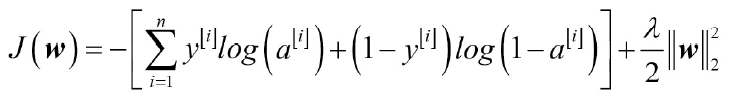 J(w) = -[∑_{i=1}^{n} y^{⌊i⌋}log(a^{⌊i⌋}) + (1 - y^{⌊i⌋})log(1 - a^{⌊i⌋})] + λ/2 ‖w‖_2^2